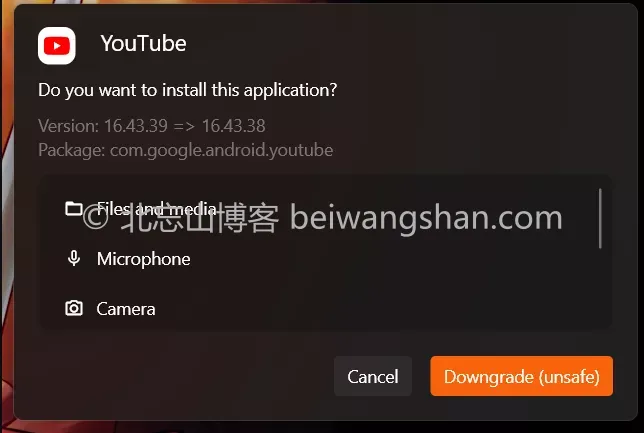 YouTube
Do you want to install this application?
Version: 16.43.39 => 16.43.38
Package: com.google.android.youtube
Files and media
© 北忘山博客 beiwangshan.com
Microphone
Camera
Cancel
Downgrade (unsafe)